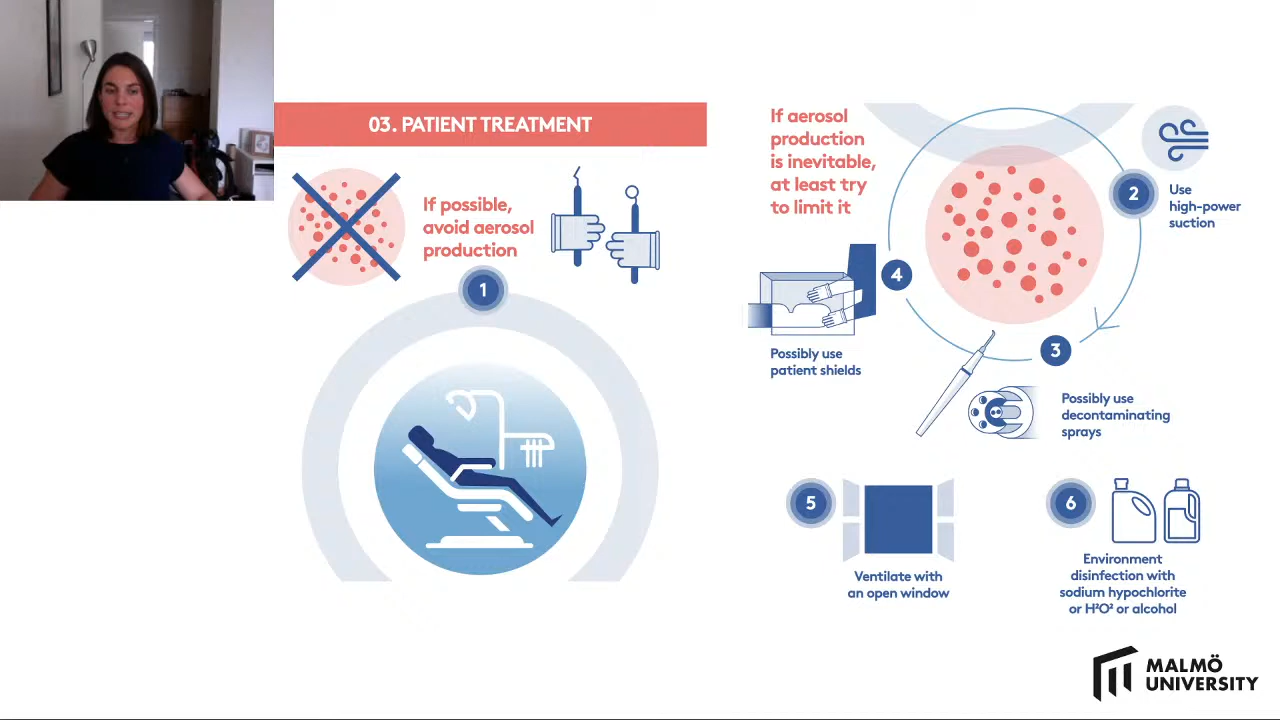 03. PATIENT TREATMENT
If possible,
avoid aerosol
production
1
If aerosol
production
is inevitable,
at least try
to limit it
2
Use
high-power
suction
3
Possibly use
decontaminating
sprays
4
Possibly use
patient shields
5
Ventilate with
an open window
6
Environment
disinfection with
sodium hypochlorite
or H²O² or alcohol
MALMÖ
UNIVERSITY